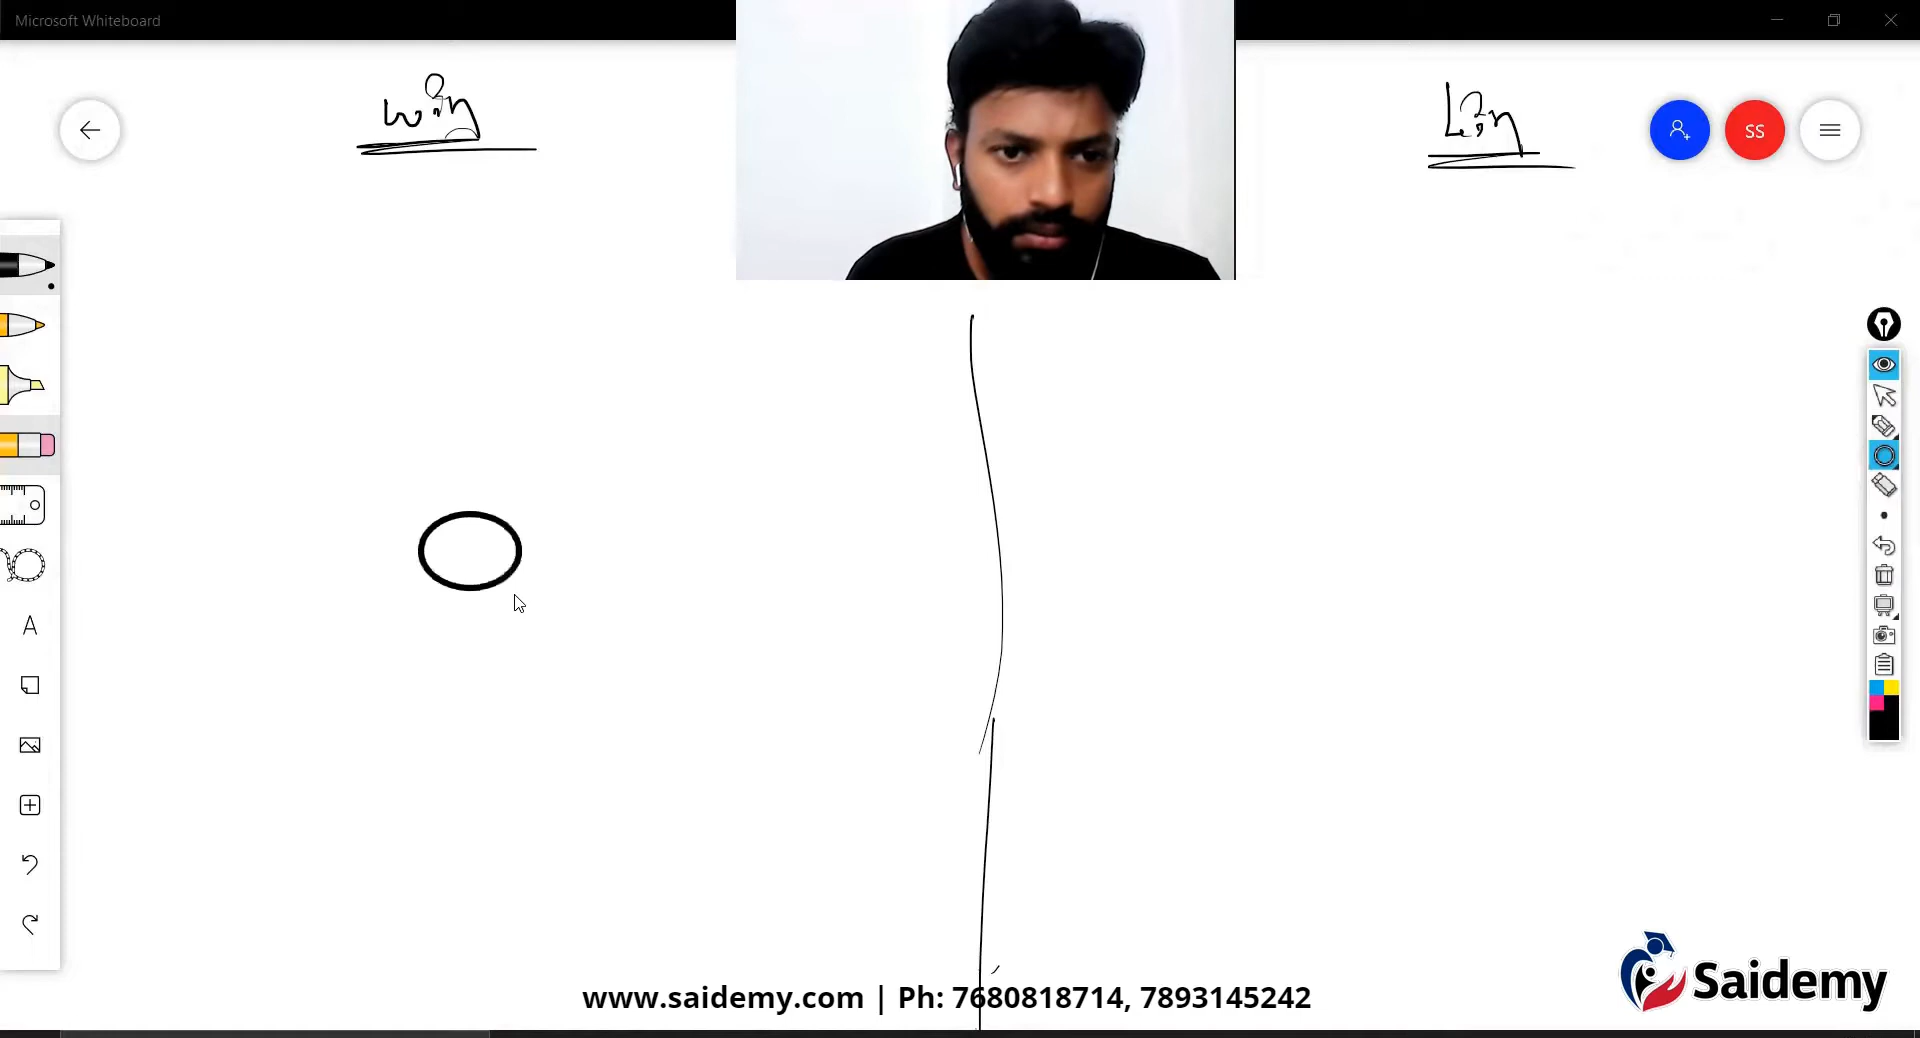 Microsoft Whiteboard
win
Lin
SS
A
www.saidemy.com | Ph: 7680818714, 7893145242
Saidemy